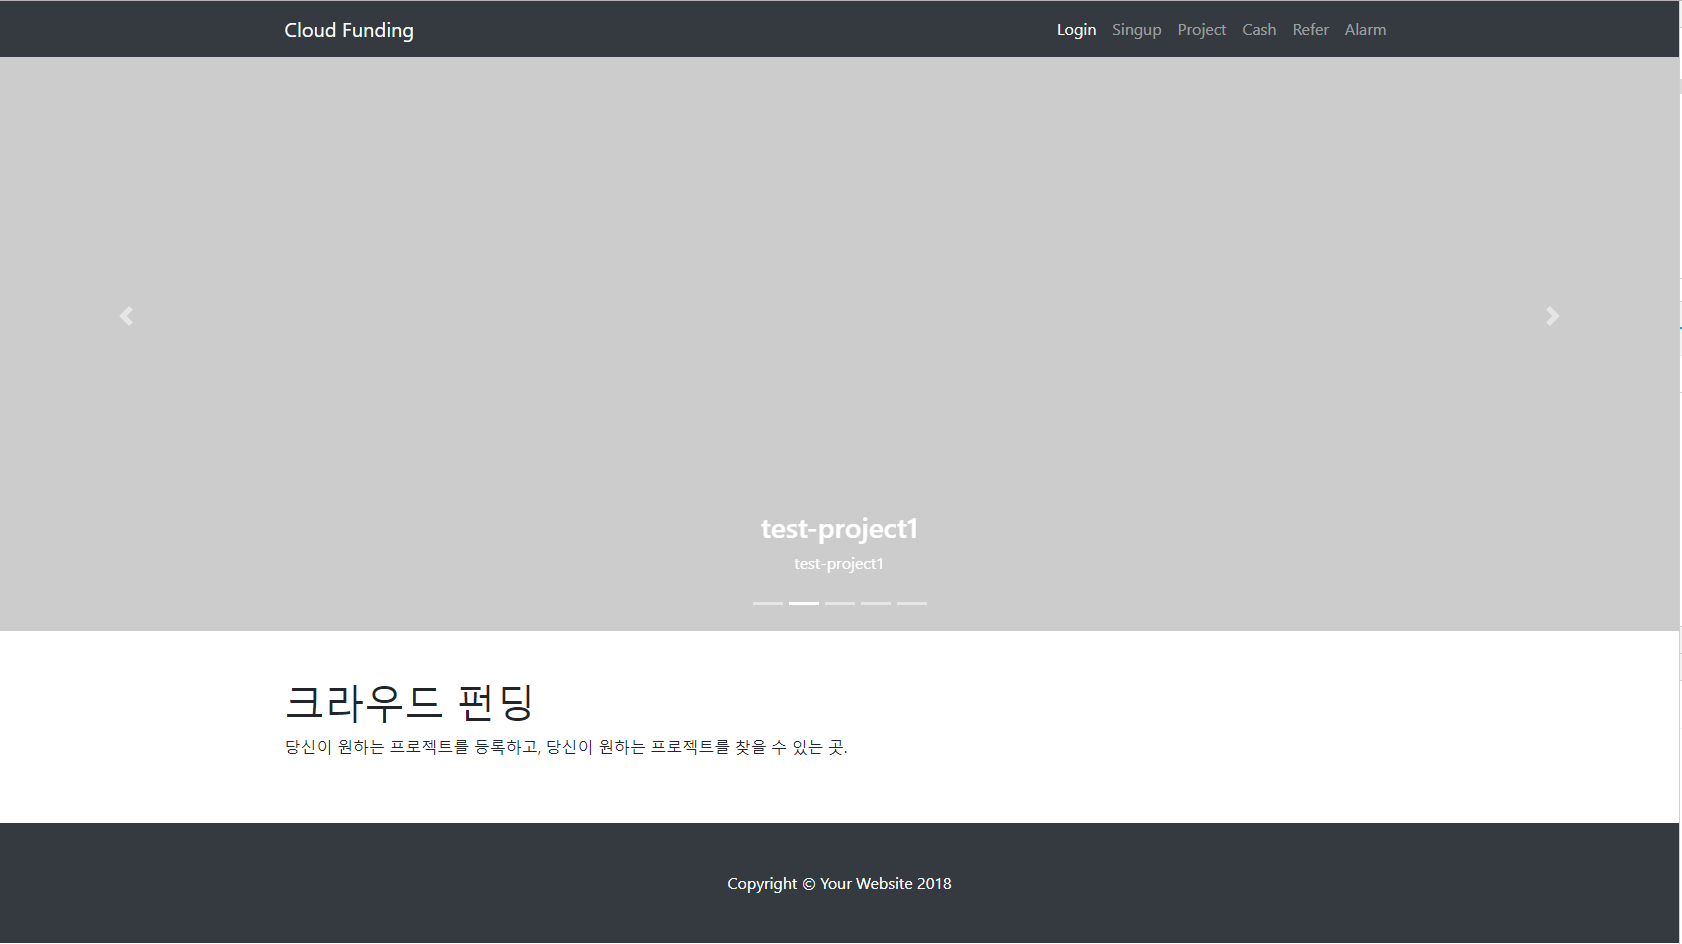 Cloud Funding
Login Singup Project Cash Refer Alarm
test-project1
test-project1
크라우드 펀딩
당신이 원하는 프로젝트를 등록하고, 당신이 원하는 프로젝트를 찾을 수 있는 곳.
Copyright © Your Website 2018